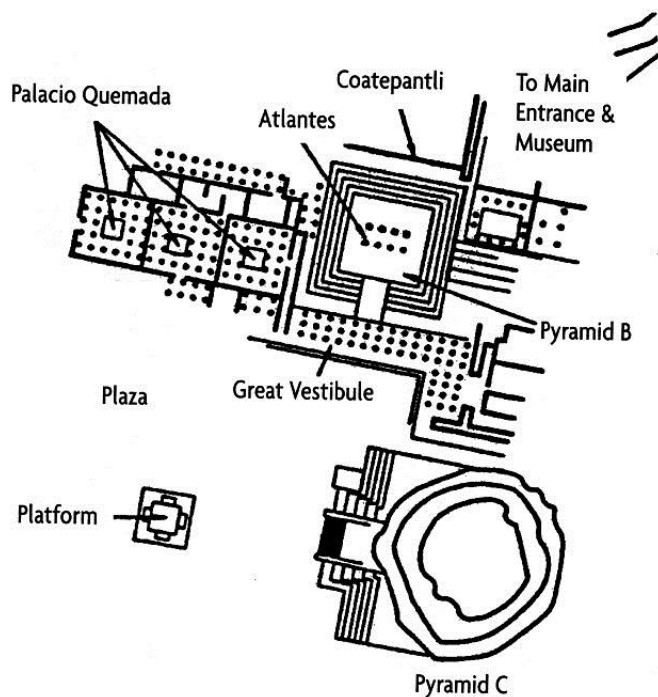 Coatepantli
To Main
Entrance &
Museum
Palacio Quemada
Atlantes
Pyramid B
Great Vestibule
Plaza
Platform
Pyramid C